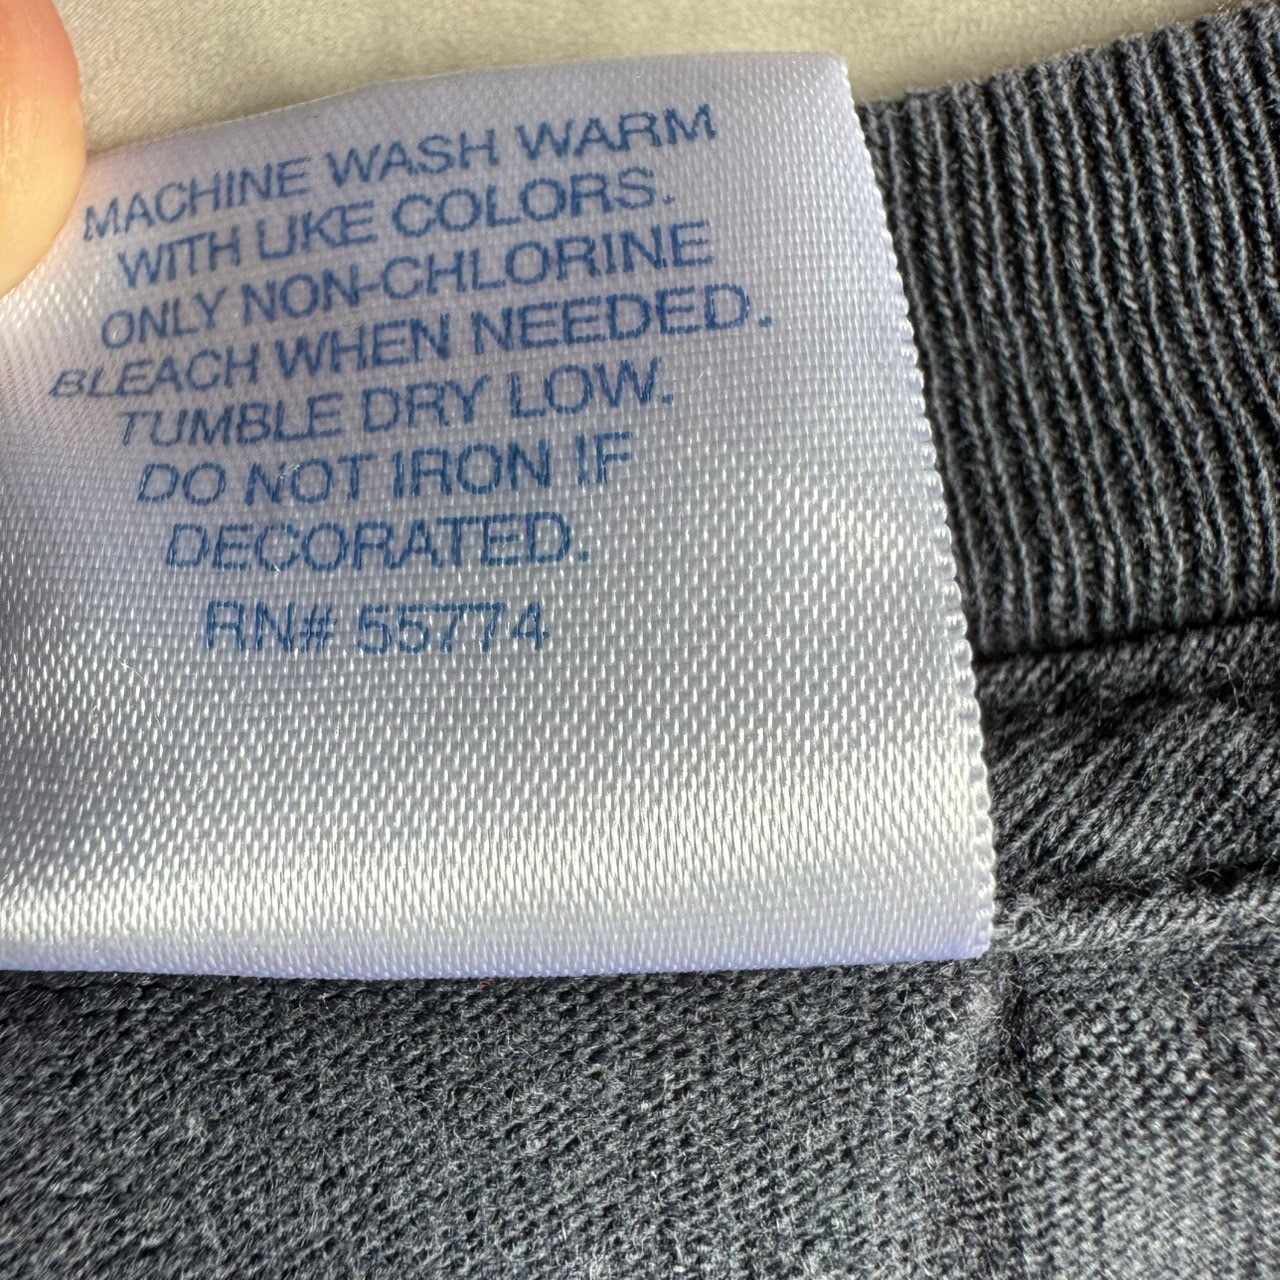 MACHINE WASH WARM
WITH LIKE COLORS.
ONLY NON-CHLORINE
BLEACH WHEN NEEDED.
TUMBLE DRY LOW.
DO NOT IRON IF
DECORATED.
RN# 55774